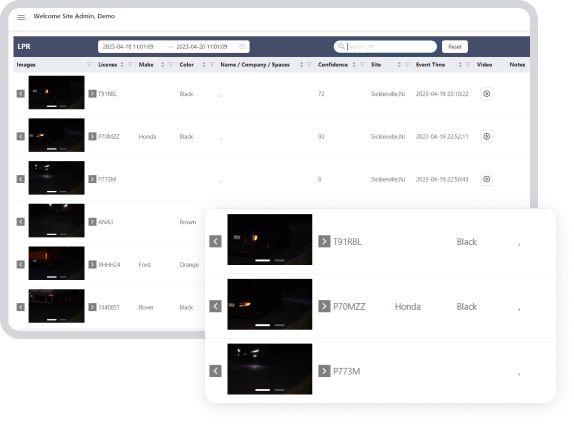 Welcome Site Admin, Demo
LPR 2023-04-18 11:01:09 → 2023-04-20 11:01:09 Search LPR Reset
Images License Make Color Name / Company / Spaces Confidence Site Event Time Video Notes
T91RBL Black , 72 Sicklerville,NJ 2023-04-19 23:10:22
P70MZZ Honda Black , 92 Sicklerville,NJ 2023-04-19 22:52:11
P773M , 0 Sicklerville,NJ 2023-04-19 22:50:43
ANA3 Brown
XHHH24 Ford Orange
1340857 Rover Black
T91RBL Black ,
P70MZZ Honda Black ,
P773M ,